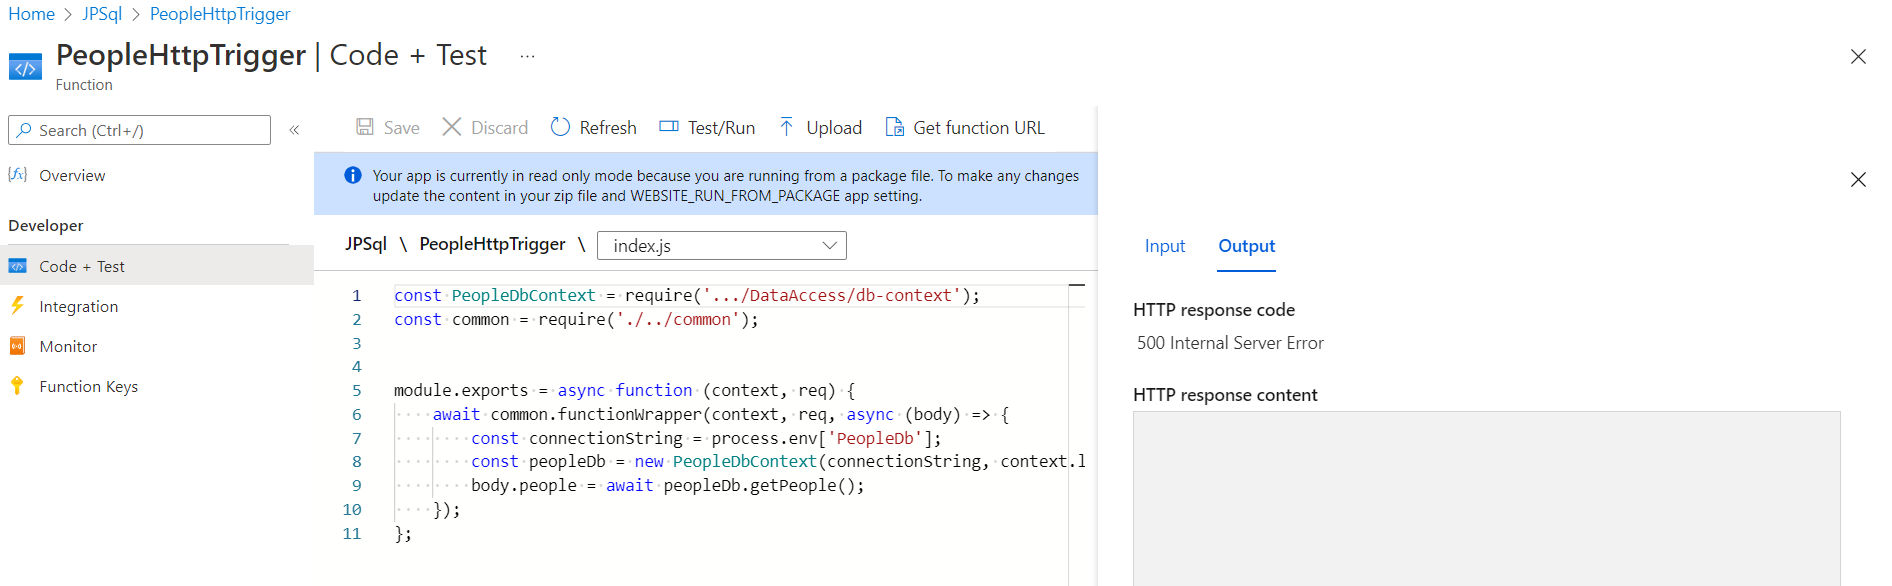 Home > JPSql > PeopleHttpTrigger
PeopleHttpTrigger | Code + Test ...
Function
Search (Ctrl+/)
«
Overview
Developer
Code + Test
Integration
Monitor
Function Keys
Save Discard Refresh Test/Run Upload Get function URL
Your app is currently in read only mode because you are running from a package file. To make any changes
update the content in your zip file and WEBSITE_RUN_FROM_PACKAGE app setting.
JPSql \ PeopleHttpTrigger \ index.js
1 const PeopleDbContext = require('.../DataAccess/db-context');
2 const common = require('./../common');
3
4
5 module.exports = async function (context, req) {
6     await common.functionWrapper(context, req, async (body) => {
7         const connectionString = process.env['PeopleDb'];
8         const peopleDb = new PeopleDbContext(connectionString, context.l
9         body.people = await peopleDb.getPeople();
10     });
11 };
Input Output
HTTP response code
500 Internal Server Error
HTTP response content